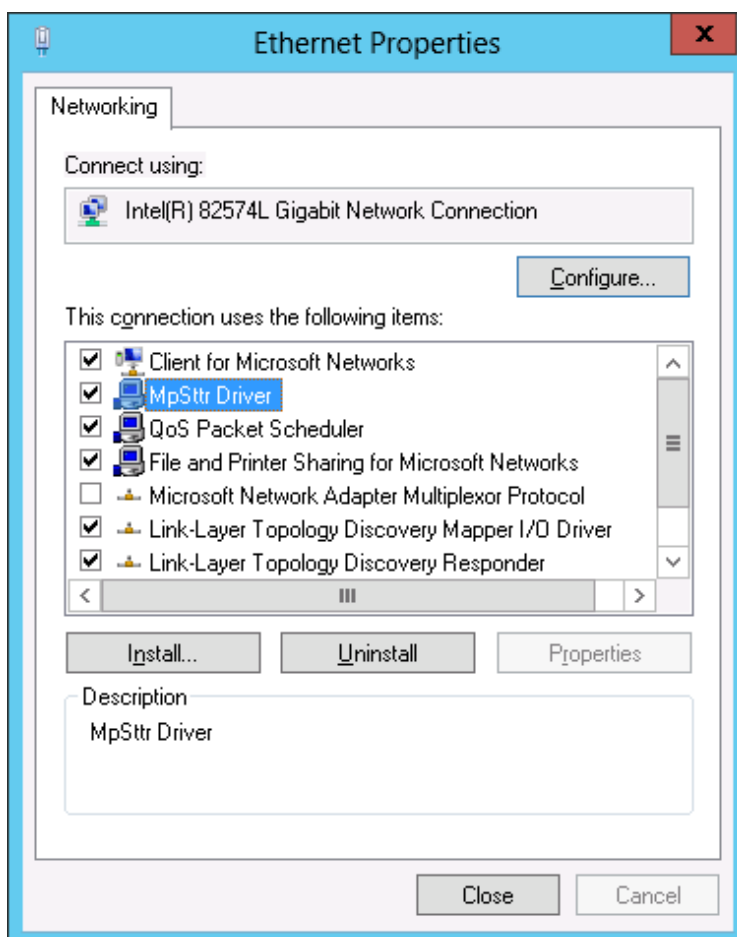 Ethernet Properties
x
Networking
Connect using:
Intel(R) 82574L Gigabit Network Connection
Configure...
This connection uses the following items:
Client for Microsoft Networks
MpSttr Driver
QoS Packet Scheduler
File and Printer Sharing for Microsoft Networks
Microsoft Network Adapter Multiplexor Protocol
Link-Layer Topology Discovery Mapper I/O Driver
Link-Layer Topology Discovery Responder
Install... Uninstall Properties
Description
MpSttr Driver
Close Cancel